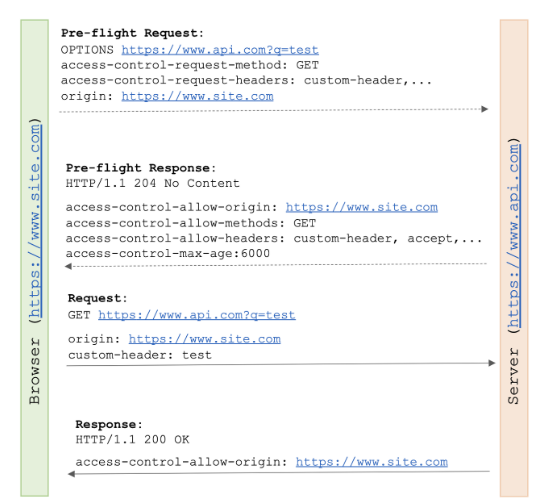 Pre-flight Request:
OPTIONS https://www.api.com?q=test
access-control-request-method: GET
access-control-request-headers: custom-header,...
origin: https://www.site.com
Browser (https://www.site.com)
Server (https://www.api.com)
Pre-flight Response:
HTTP/1.1 204 No Content
access-control-allow-origin: https://www.site.com
access-control-allow-methods: GET
access-control-allow-headers: custom-header, accept,...
access-control-max-age:6000
Request:
GET https://www.api.com?q=test
origin: https://www.site.com
custom-header: test
Response:
HTTP/1.1 200 OK
access-control-allow-origin: https://www.site.com